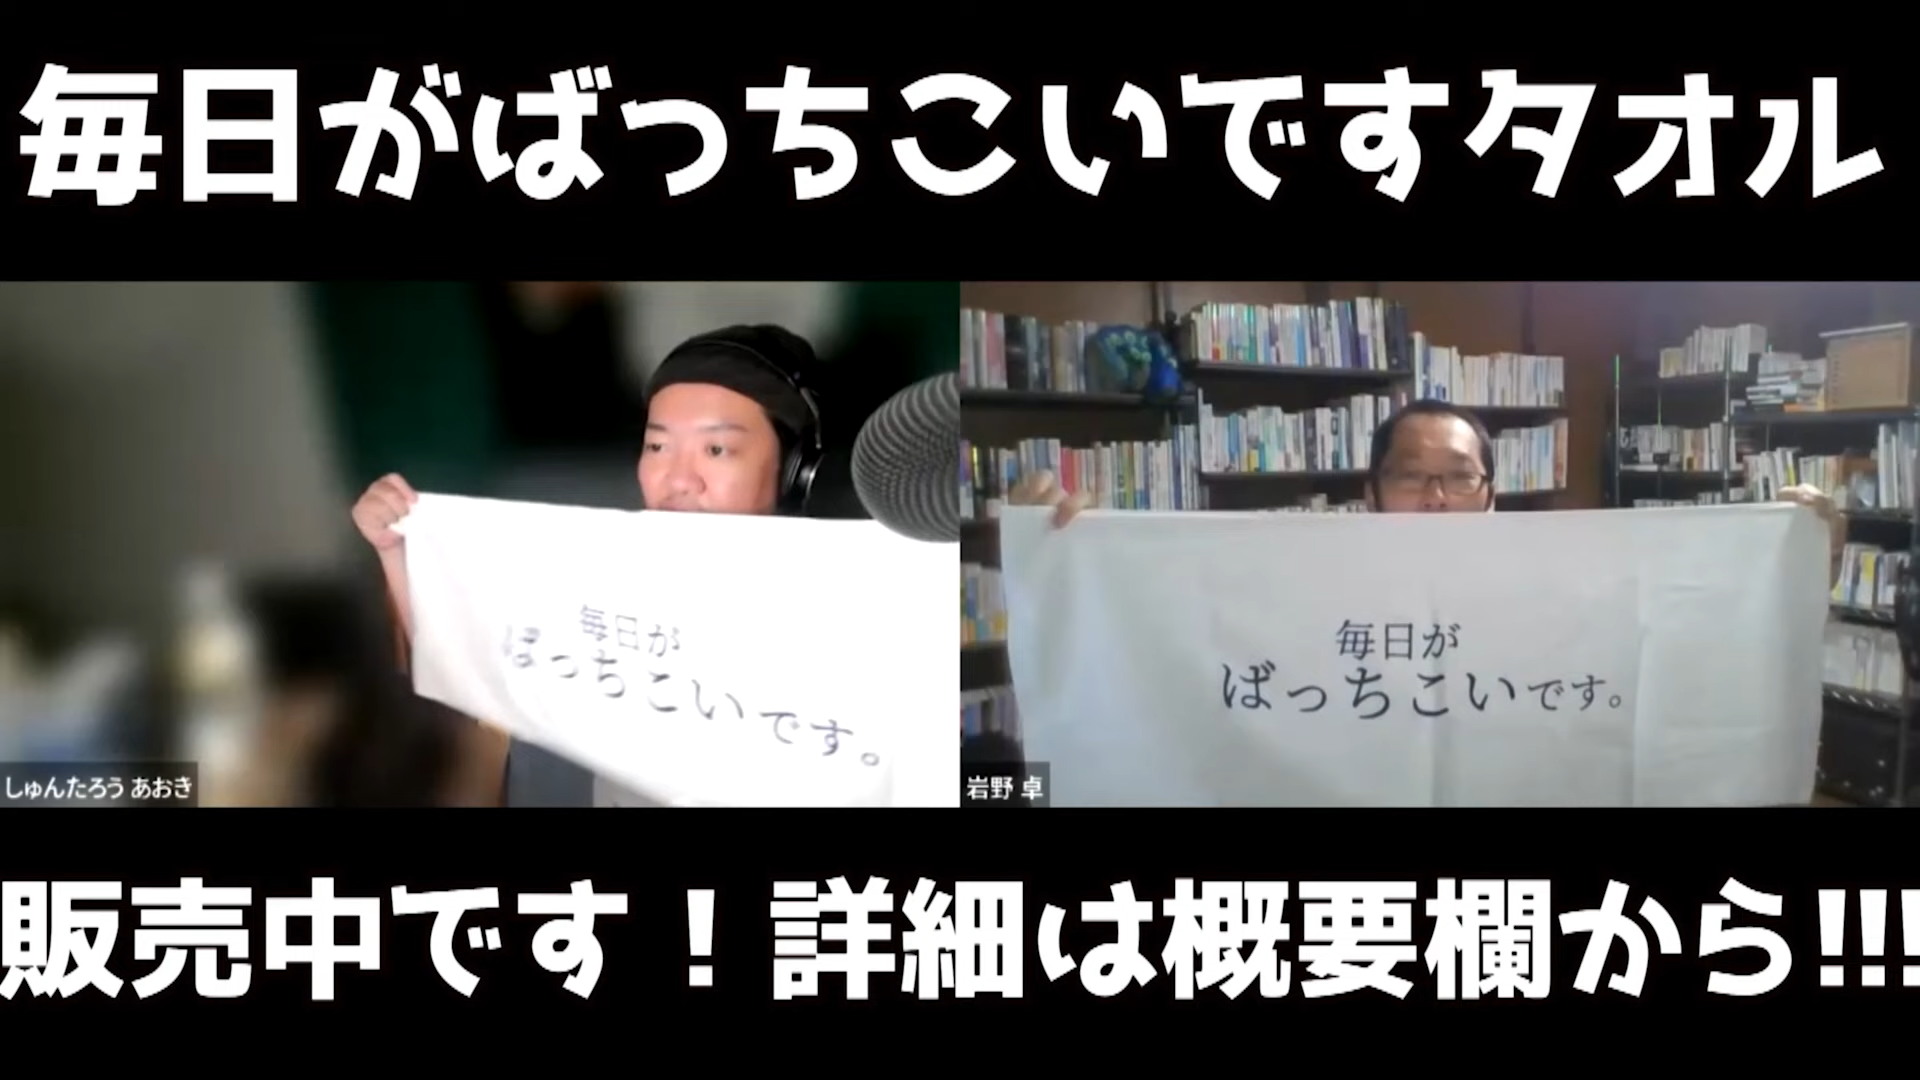 毎日がばっちこいですタオル
毎日が
ばっちこいです。
しゅんたろう あおき
毎日が
ばっちこいです。
岩野 卓
販売中です！詳細は概要欄から!!!